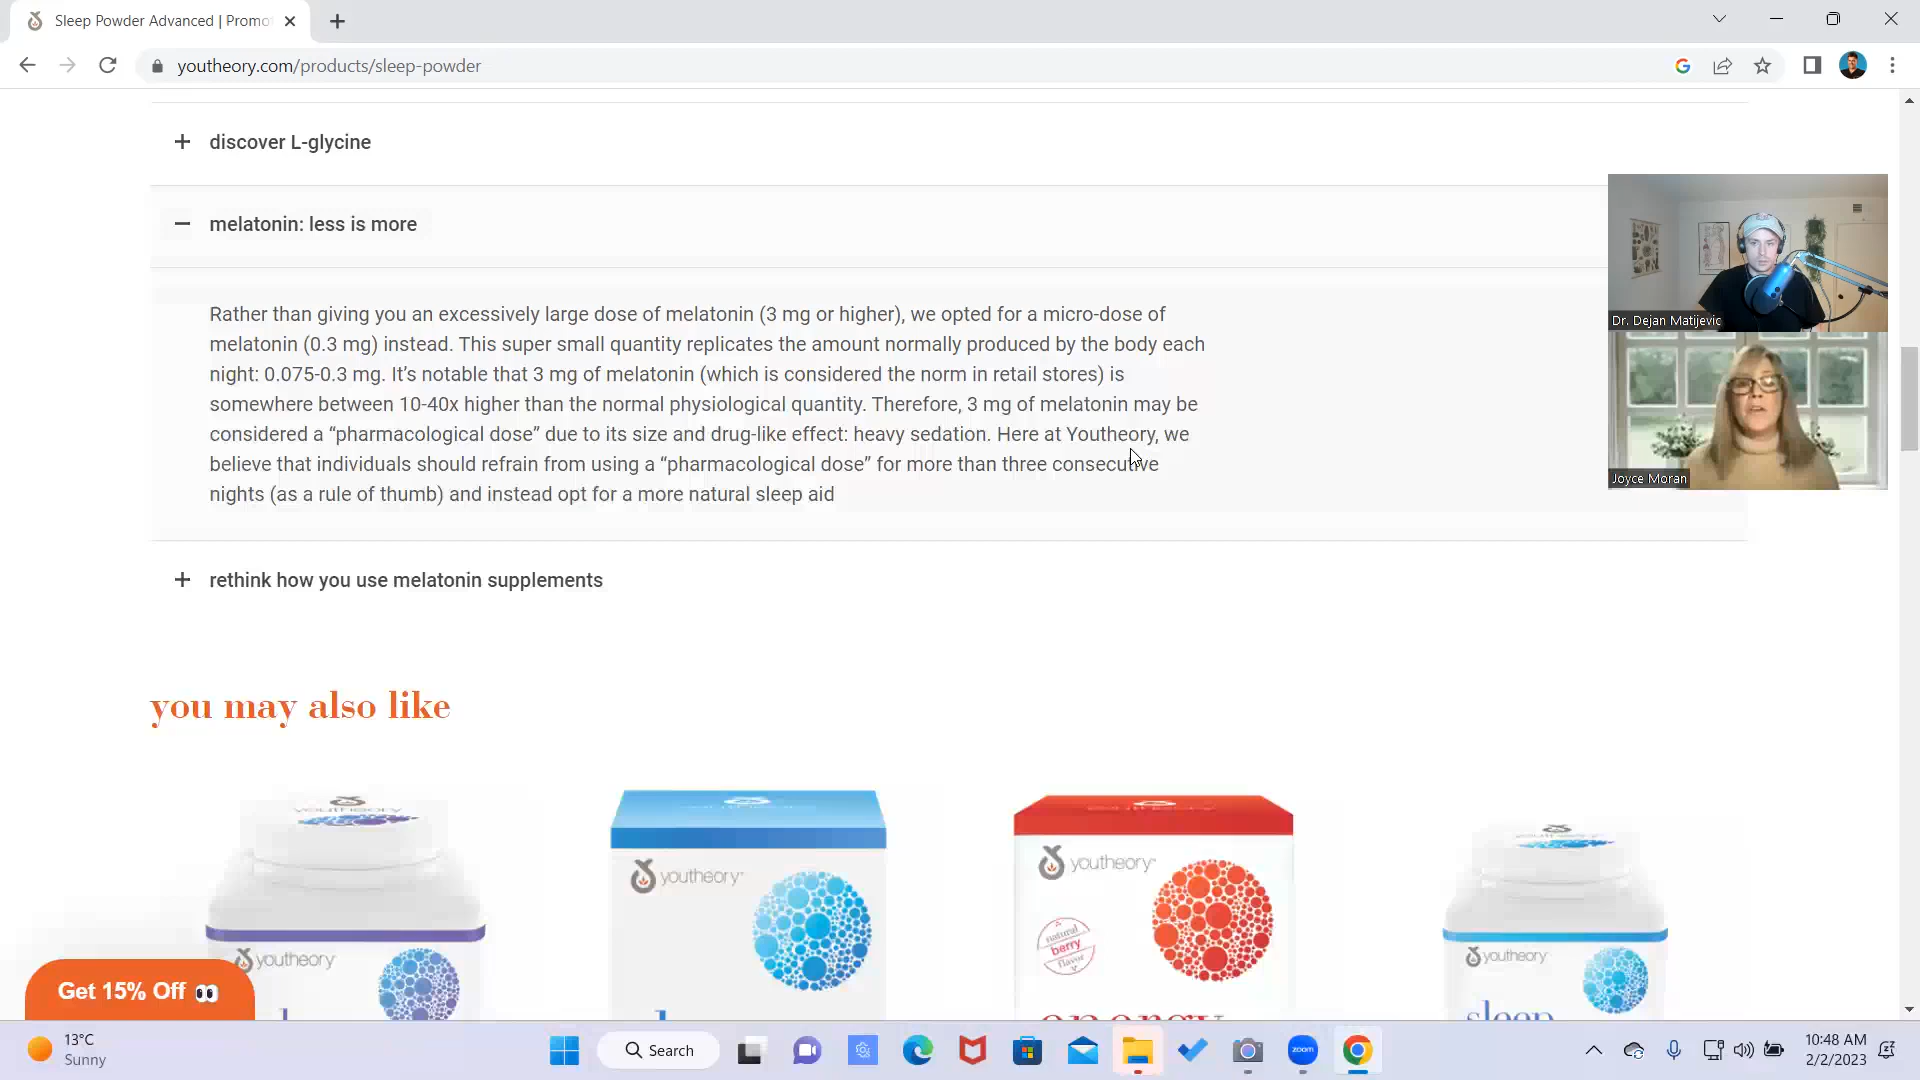 Sleep Powder Advanced | Promo
youtheory.com/products/sleep-powder
discover L-glycine
melatonin: less is more
Rather than giving you an excessively large dose of melatonin (3 mg or higher), we opted for a micro-dose of
melatonin (0.3 mg) instead. This super small quantity replicates the amount normally produced by the body each
night: 0.075-0.3 mg. It’s notable that 3 mg of melatonin (which is considered the norm in retail stores) is
somewhere between 10-40x higher than the normal physiological quantity. Therefore, 3 mg of melatonin may be
considered a “pharmacological dose” due to its size and drug-like effect: heavy sedation. Here at Youtheory, we
believe that individuals should refrain from using a “pharmacological dose” for more than three consecutive
nights (as a rule of thumb) and instead opt for a more natural sleep aid
Dr. Dejan Matijevic
Joyce Moran
rethink how you use melatonin supplements
you may also like
youtheory
youtheory
youtheory
natural
berry
flavor
youtheory
youtheory
energy
sleep
Get 15% Off
13°C
Sunny
Search
zoom
10:48 AM
2/2/2023